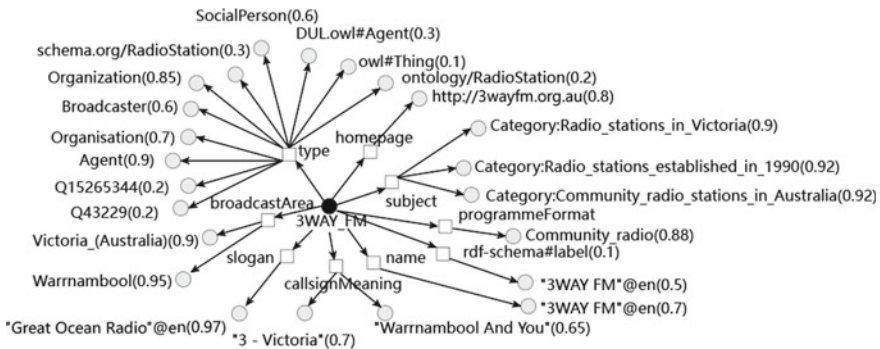 SocialPerson(0.6)
DUL.owl#Agent(0.3)
schema.org/RadioStation(0.3)
owl#Thing(0.1)
Organization(0.85)
ontology/RadioStation(0.2)
http://3wayfm.org.au(0.8)
Broadcaster(0.6)
homepage
Category:Radio_stations_in_Victoria(0.9)
Organisation(0.7)
type
Agent(0.9)
Category:Radio_stations_established_in_1990(0.92)
Q15265344(0.2)
subject
Category:Community_radio_stations_in_Australia(0.92)
Q43229(0.2)
broadcastArea
3WAY_FM
programmeFormat
Victoria_(Australia)(0.9)
Community_radio(0.88)
slogan
name
rdf-schema#label(0.1)
Warrnambool(0.95)
callsignMeaning
"3WAY FM"@en(0.5)
"3WAY FM"@en(0.7)
"Great Ocean Radio"@en(0.97)
"3 - Victoria"(0.7)
"Warrnambool And You"(0.65)